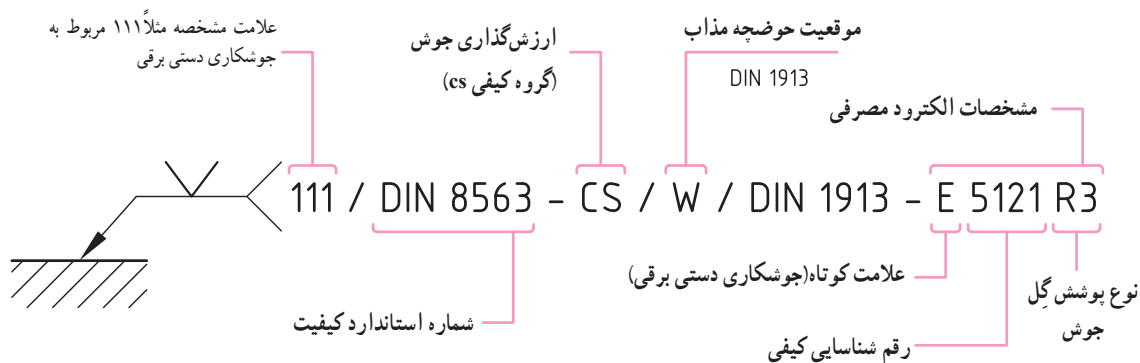 علامت مشخصه مثلاً ۱۱۱ مربوط به
جوشکاری دستی برقی
ارزش‌گذاری جوش
(گروه کیفی cs)
موقعیت حوضچه مذاب
DIN 1913
مشخصات الکترود مصرفی
111 / DIN 8563 – CS / W / DIN 1913 – E 5121 R3
علامت کوتاه(جوشکاری دستی برقی)
شماره استاندارد کیفیت
رقم شناسایی کیفی
نوع پوشش گِل
جوش